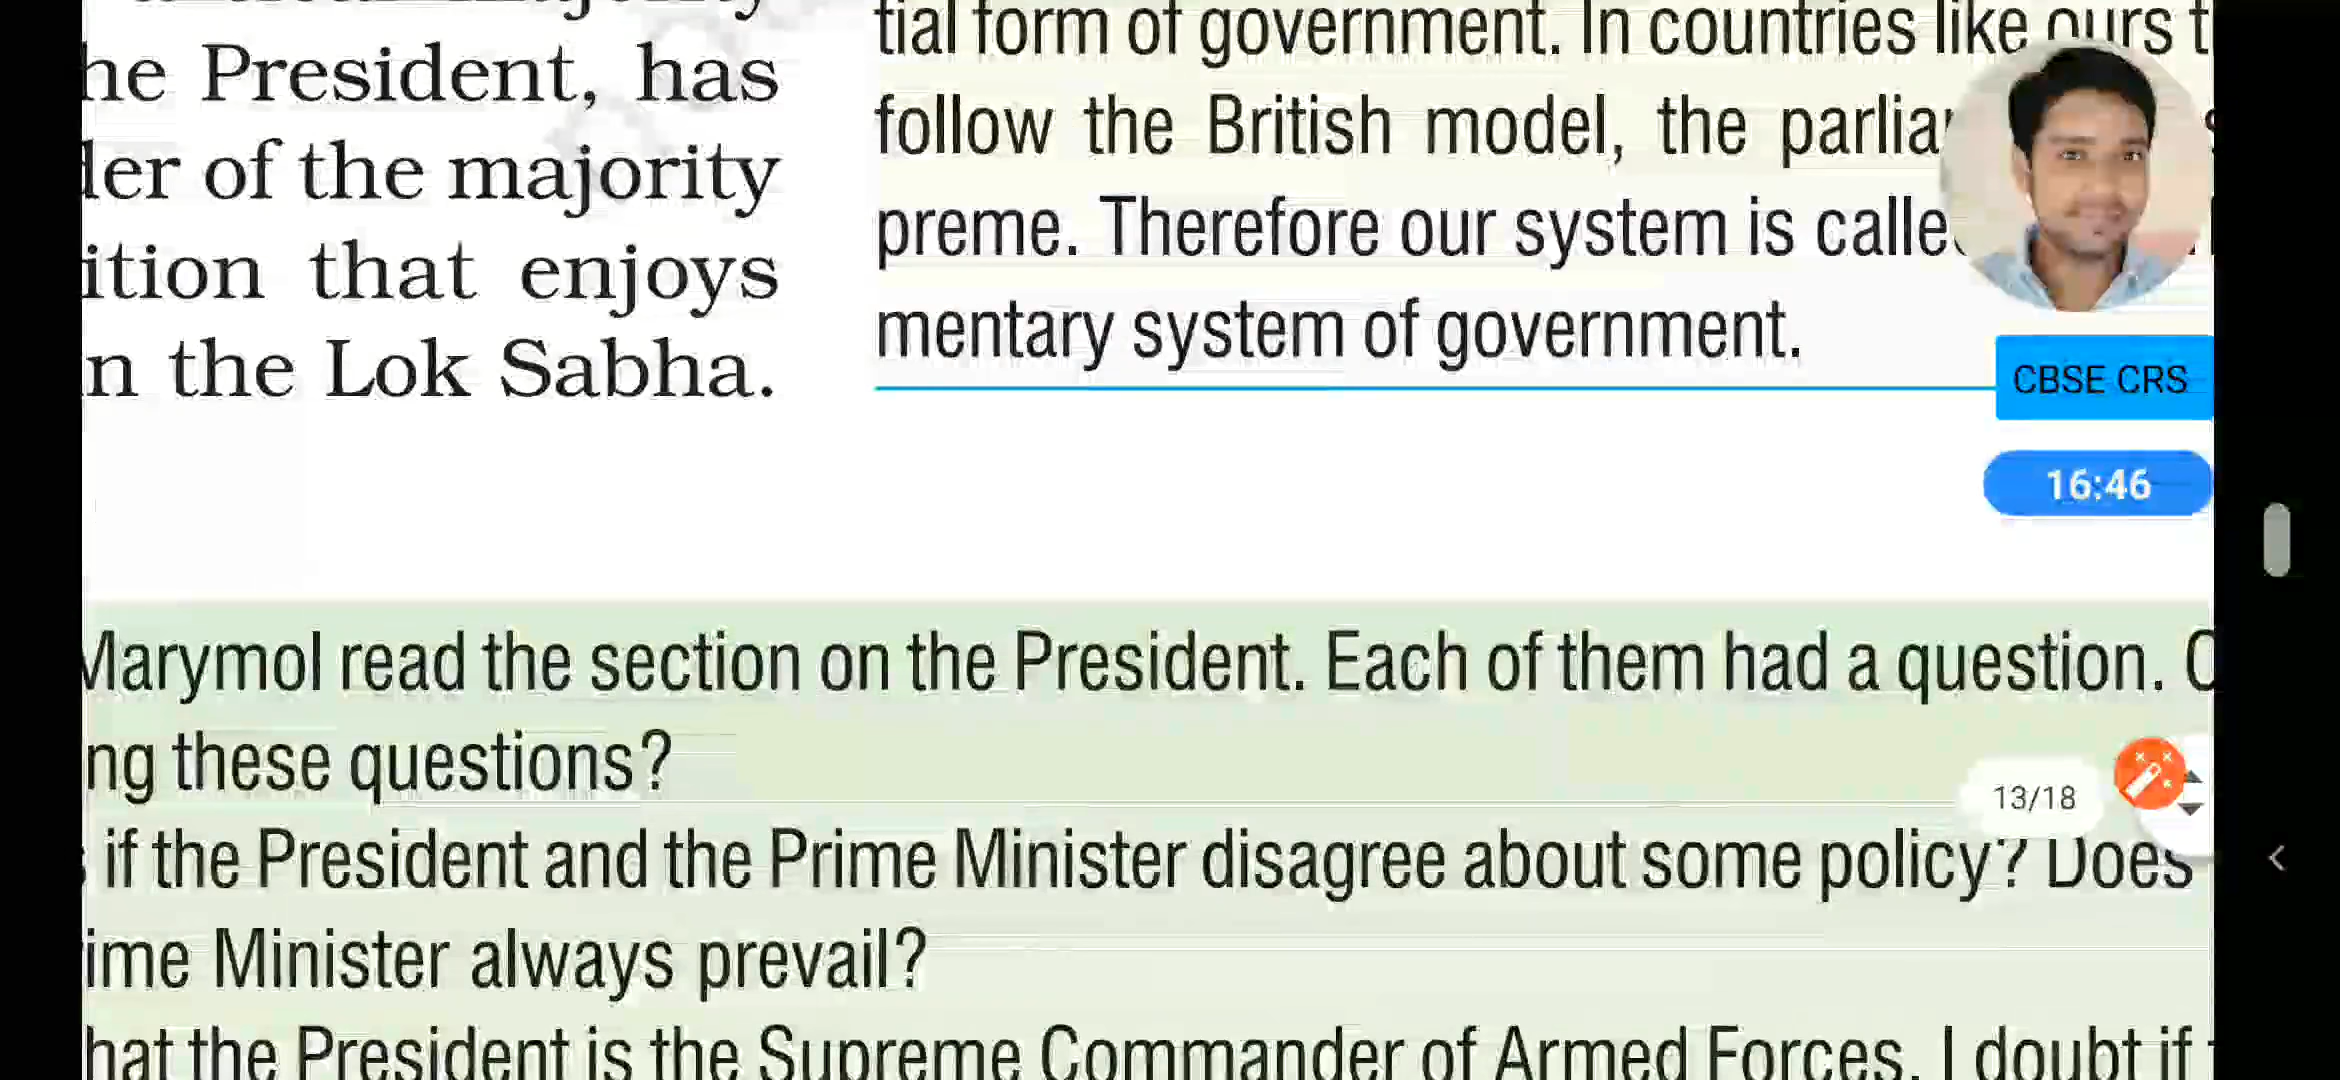 he President, has
ler of the majority
ition that enjoys
n the Lok Sabha.
tial form of government. In countries like ours t
follow the British model, the parlia
preme. Therefore our system is calle
mentary system of government.
CBSE CRS
16:46
Marymol read the section on the President. Each of them had a question.
ng these questions?
if the President and the Prime Minister disagree about some policy? Does
ime Minister always prevail?
13/18
hat the President is the Supreme Commander of Armed Forces. I doubt if